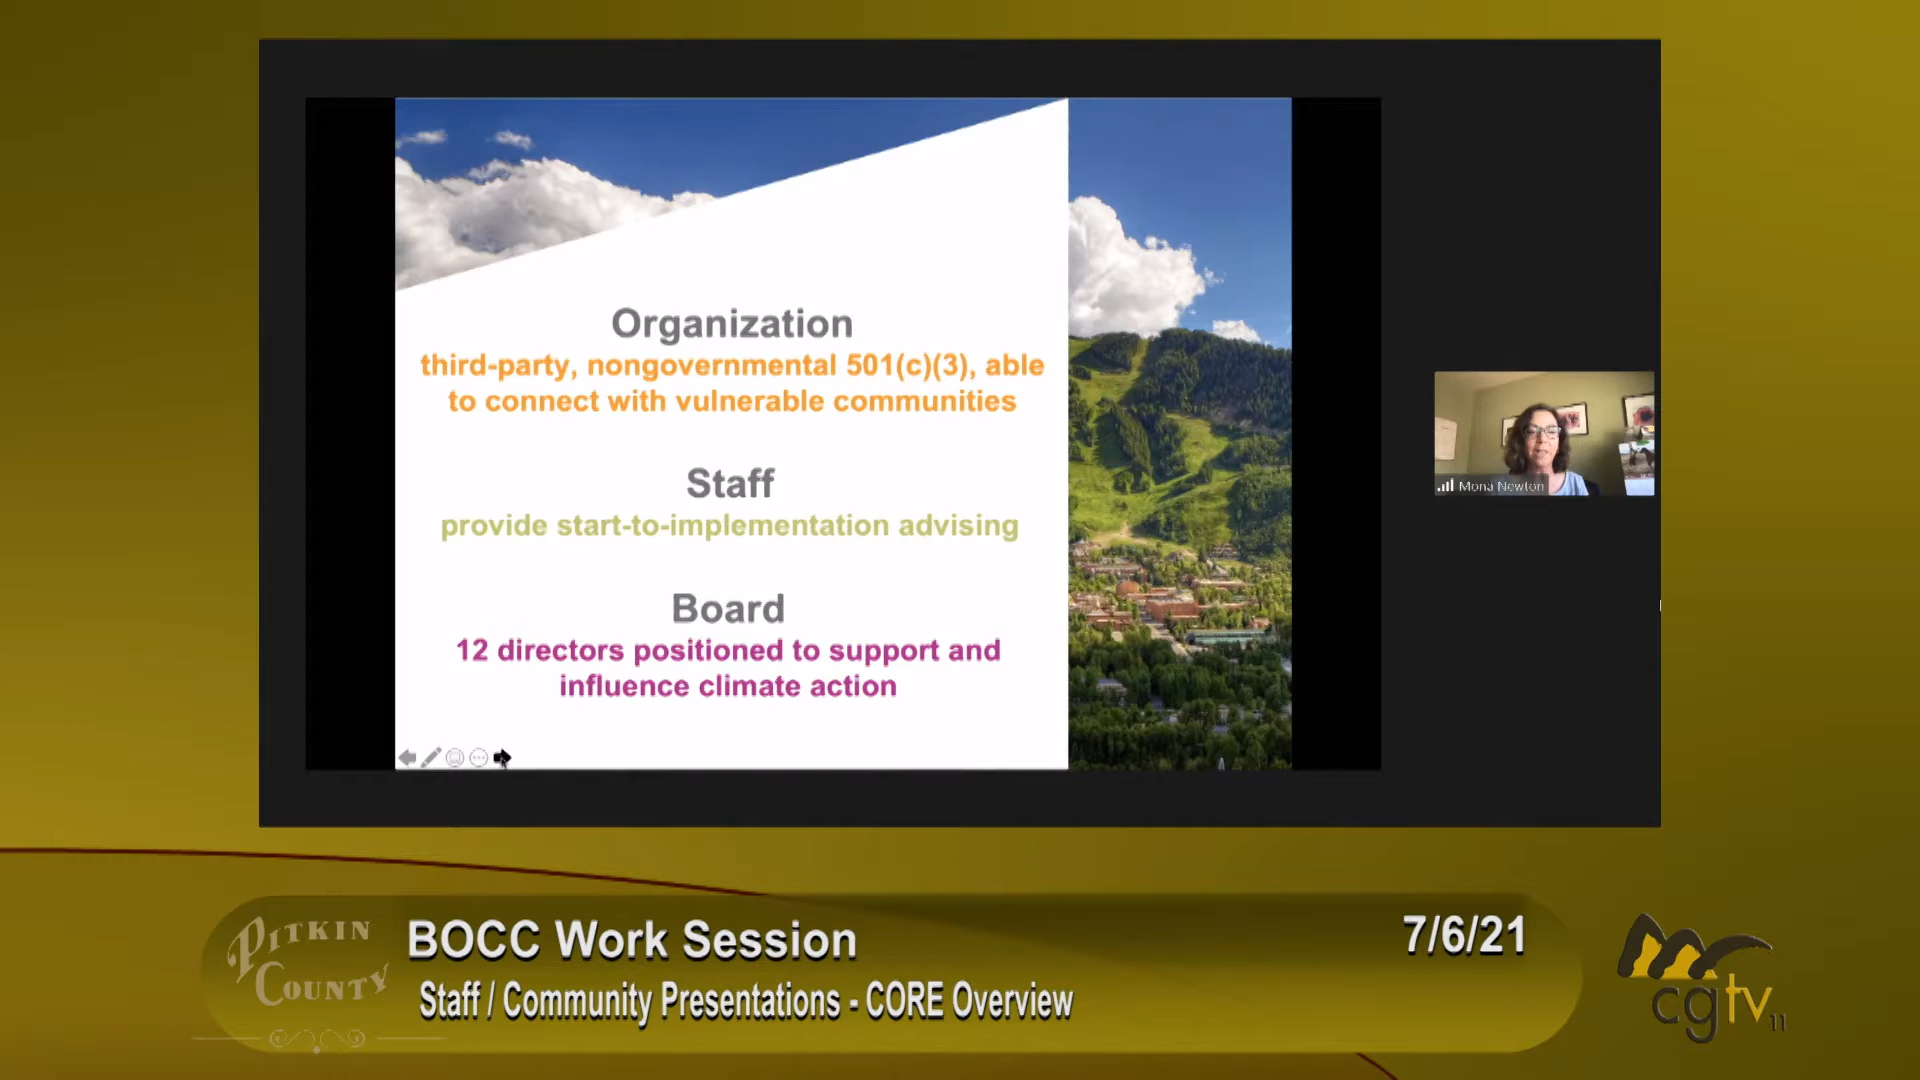 Organization
third-party, nongovernmental 501(c)(3), able
to connect with vulnerable communities
Staff
provide start-to-implementation advising
Board
12 directors positioned to support and
influence climate action
Mona Newton
PITKIN
COUNTY
BOCC Work Session
7/6/21
Staff / Community Presentations - CORE Overview
cgtv11